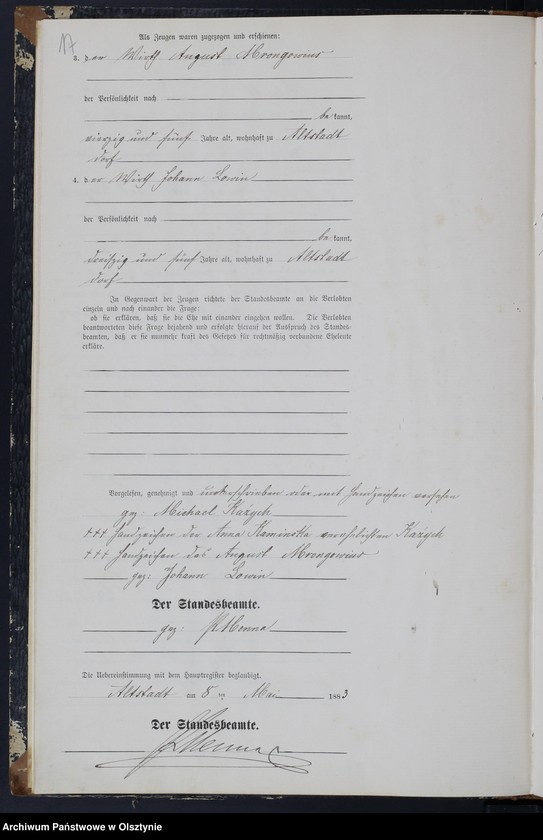 17
Als Zeugen waren zugezogen und erschienen:
3. der Wirth August Mrongowius
der Persönlichkeit nach
be kannt,
vierzig und fünf Jahre alt, wohnhaft zu Altstadt
dorf
4. der Wirth Johann Lowin
der Persönlichkeit nach
be kannt,
dreißig und fünf Jahre alt, wohnhaft zu Altstadt
dorf
In Gegenwart der Zeugen richtete der Standesbeamte an die Verlobten
einzeln und nach einander die Frage:
ob sie erklären, daß sie die Ehe mit einander eingehen wollen. Die Verlobten
beantworteten diese Frage bejahend und erfolgte hierauf der Ausspruch des Standes-
beamten, daß er sie nunmehr kraft des Gesetzes für rechtmäßig verbundene Eheleute
erkläre.
Vorgelesen, genehmigt und unterschrieben oder mit Handzeichen versehen
gez: Michael Kazych
+++ Handzeichen der Anna Kaminska verehelichten Kazych
+++ Handzeichen des August Mrongowius
gez: Johann Lowin
Der Standesbeamte.
gez:
Die Uebereinstimmung mit dem Hauptregister beglaubigt.
Altstadt am 8 ten Mai 1883
Der Standesbeamte.
Archiwum Państwowe w Olsztynie